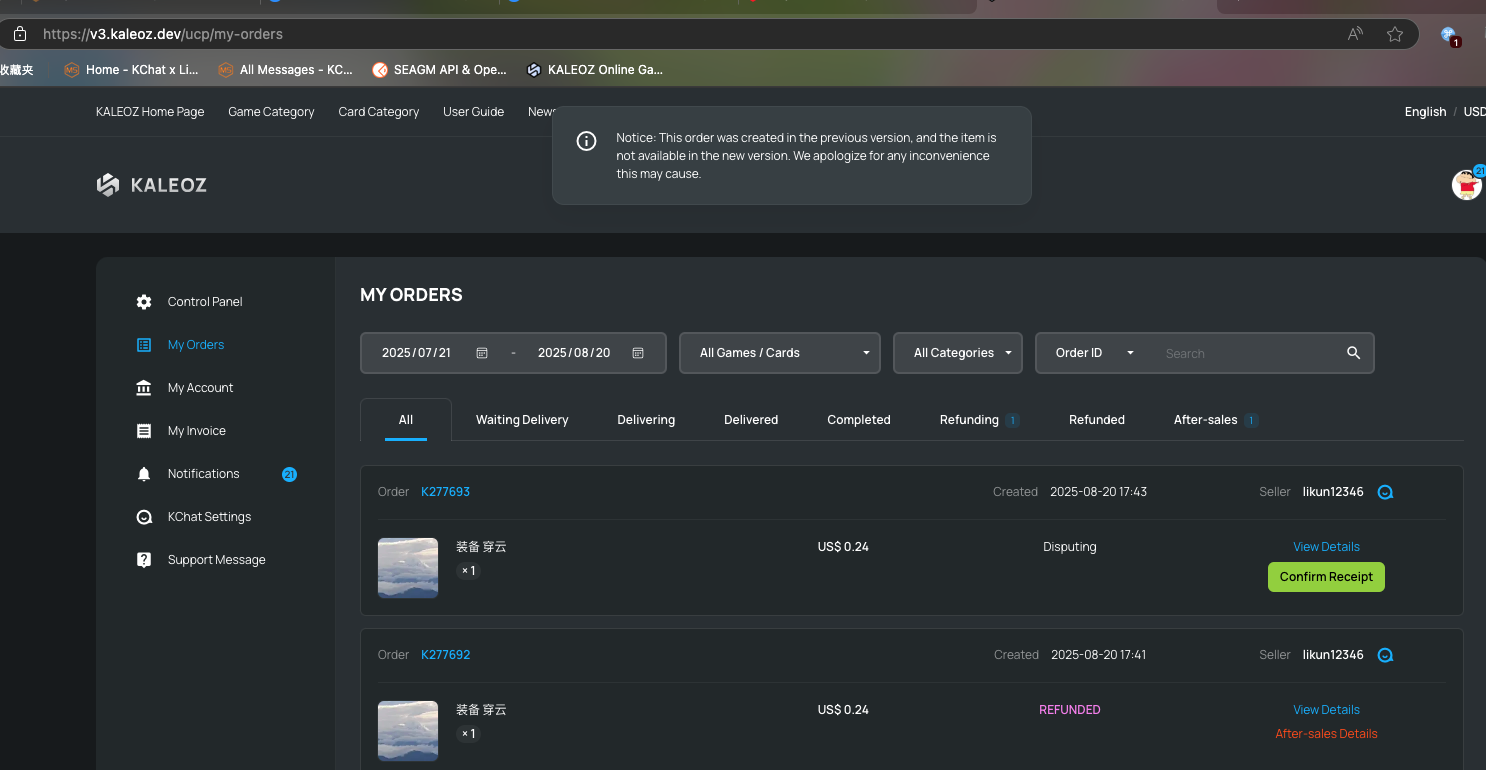 https://v3.kaleoz.dev/ucp/my-orders
1
收藏夹 Home - KChat x Li... All Messages - KC... SEAGM API & Ope... KALEOZ Online Ga...
KALEOZ Home Page Game Category Card Category User Guide News English / USD
Notice: This order was created in the previous version, and the item is
not available in the new version. We apologize for any inconvenience
this may cause.
KALEOZ 21
Control Panel
My Orders
My Account
My Invoice
Notifications 21
KChat Settings
Support Message
MY ORDERS
2025/07/21 - 2025/08/20 All Games / Cards All Categories Order ID Search
All Waiting Delivery Delivering Delivered Completed Refunding 1 Refunded After-sales 1
Order K277693 Created 2025-08-20 17:43 Seller likun12346
装备 穿云 US$ 0.24 Disputing View Details
× 1 Confirm Receipt
Order K277692 Created 2025-08-20 17:41 Seller likun12346
装备 穿云 US$ 0.24 REFUNDED View Details
× 1 After-sales Details